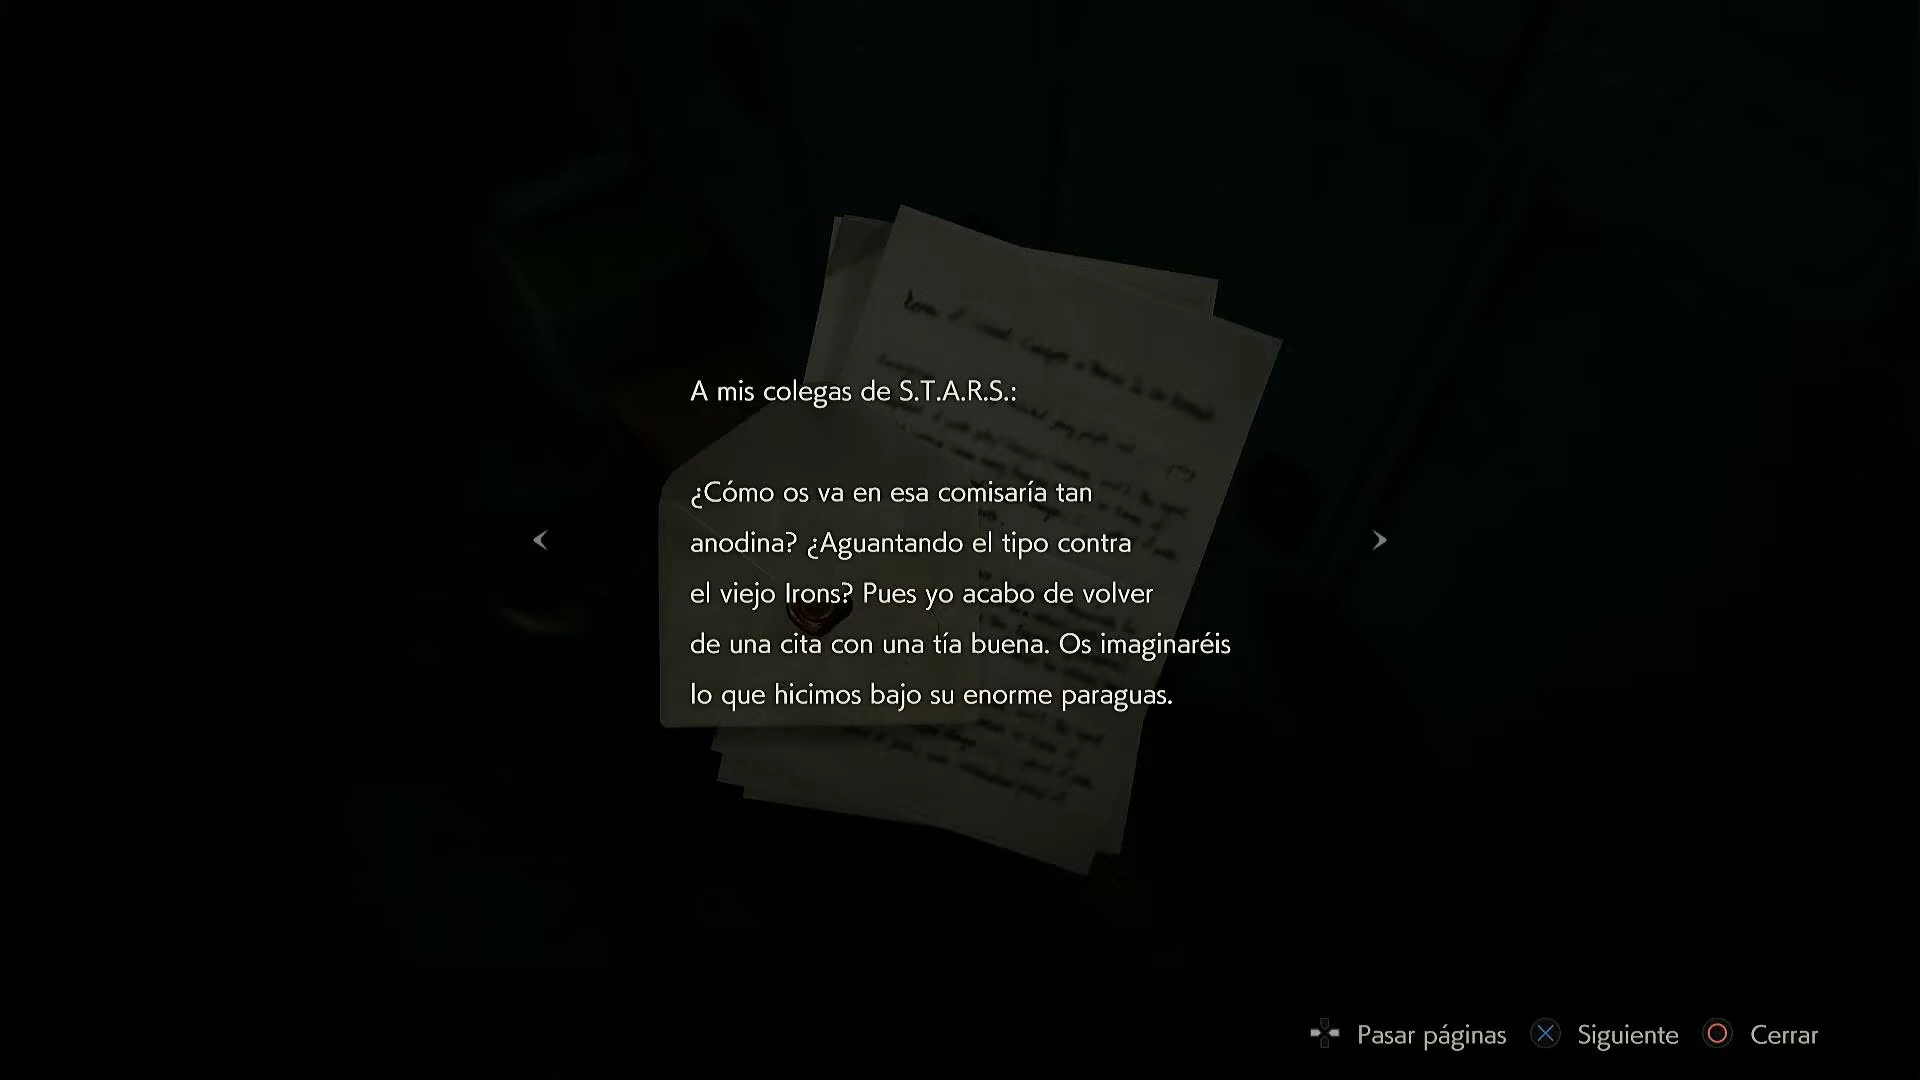 A mis colegas de S.T.A.R.S.:
¿Cómo os va en esa comisaría tan
anodina? ¿Aguantando el tipo contra
el viejo Irons? Pues yo acabo de volver
de una cita con una tía buena. Os imaginaréis
lo que hicimos bajo su enorme paraguas.
Pasar páginas Siguiente Cerrar